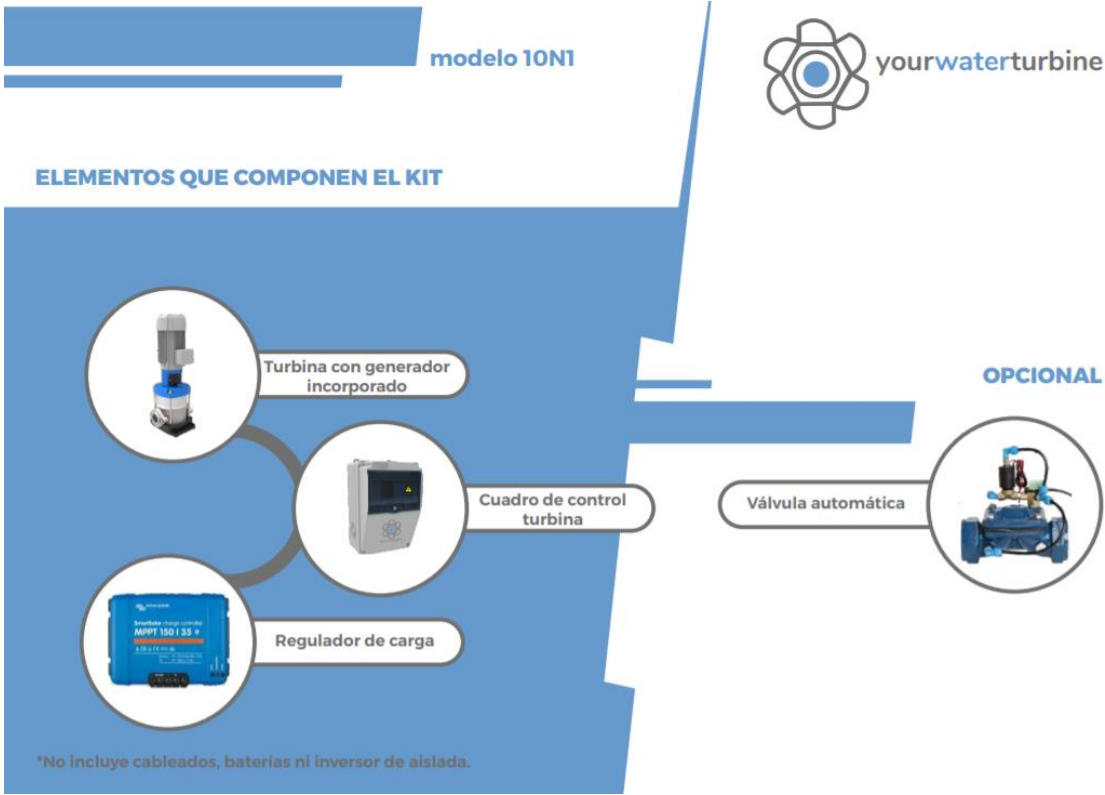 modelo 10N1
yourwaterturbine
ELEMENTOS QUE COMPONEN EL KIT
Turbina con generador
incorporado
OPCIONAL
Cuadro de control
turbina
Válvula automática
SmartSolar charge controller
MPPT 150 | 35
Regulador de carga
*No incluye cableados, baterías ni inversor de aislada.